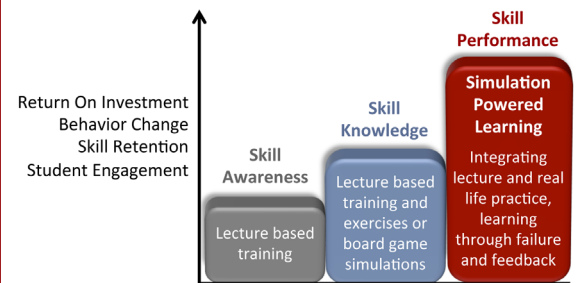 Return On Investment
Behavior Change
Skill Retention
Student Engagement
Skill
Awareness
Lecture based
training
Skill
Knowledge
Lecture based
training and
exercises or
board game
simulations
Skill
Performance
Simulation
Powered
Learning
Integrating
lecture and real
life practice,
learning
through failure
and feedback